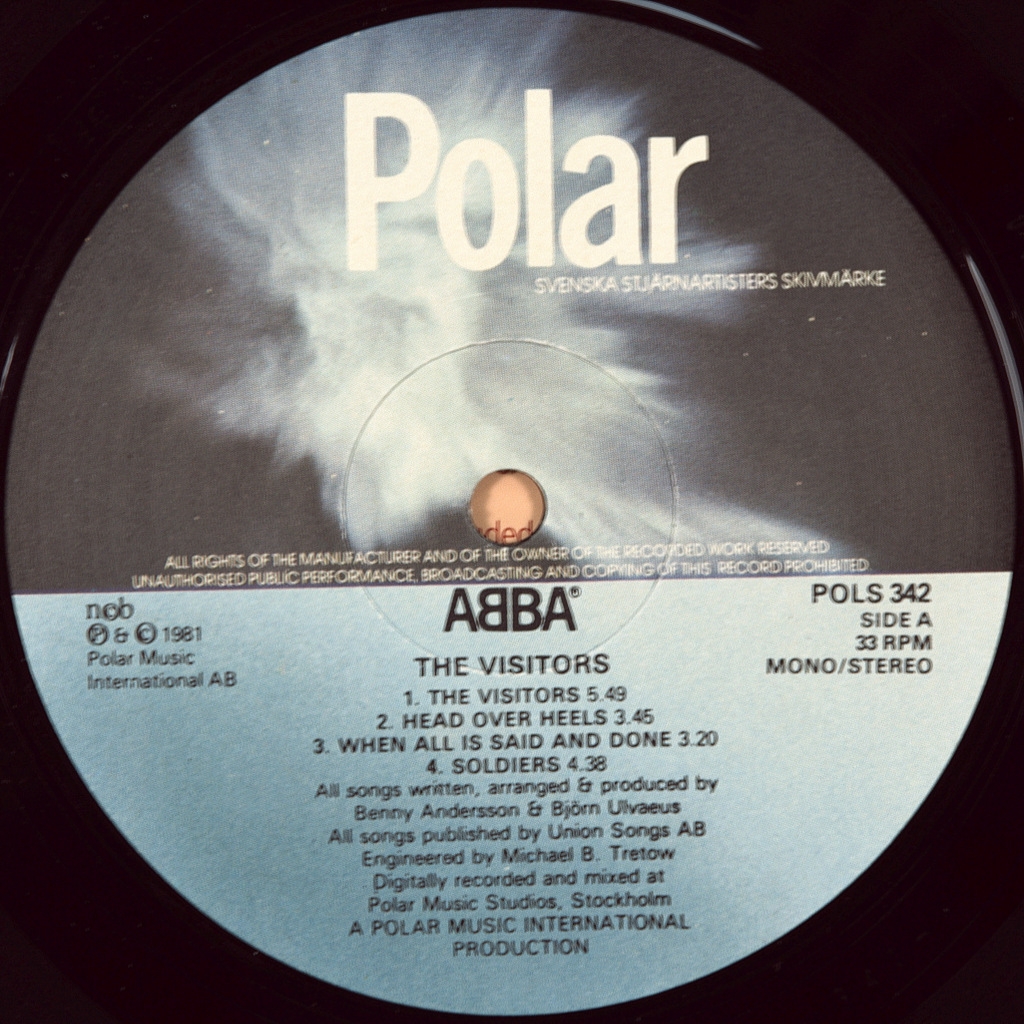 Polar
SVENSKA STJÄRNARTISTERS SKIVMÄRKE
ded
ALL RIGHTS OF THE MANUFACTURER AND OF THE OWNER OF THE RECORDED WORK RESERVED
UNAUTHORISED PUBLIC PERFORMANCE, BROADCASTING AND COPYING OF THIS RECORD PROHIBITED.
ncb
Ⓟ & © 1981
Polar Music
International AB
ABBA®
POLS 342
SIDE A
33 RPM
MONO/STEREO
THE VISITORS
1. THE VISITORS 5.49
2. HEAD OVER HEELS 3.45
3. WHEN ALL IS SAID AND DONE 3.20
4. SOLDIERS 4.38
All songs written, arranged & produced by
Benny Andersson & Björn Ulvaeus
All songs published by Union Songs AB
Engineered by Michael B. Tretow
Digitally recorded and mixed at
Polar Music Studios, Stockholm
A POLAR MUSIC INTERNATIONAL
PRODUCTION